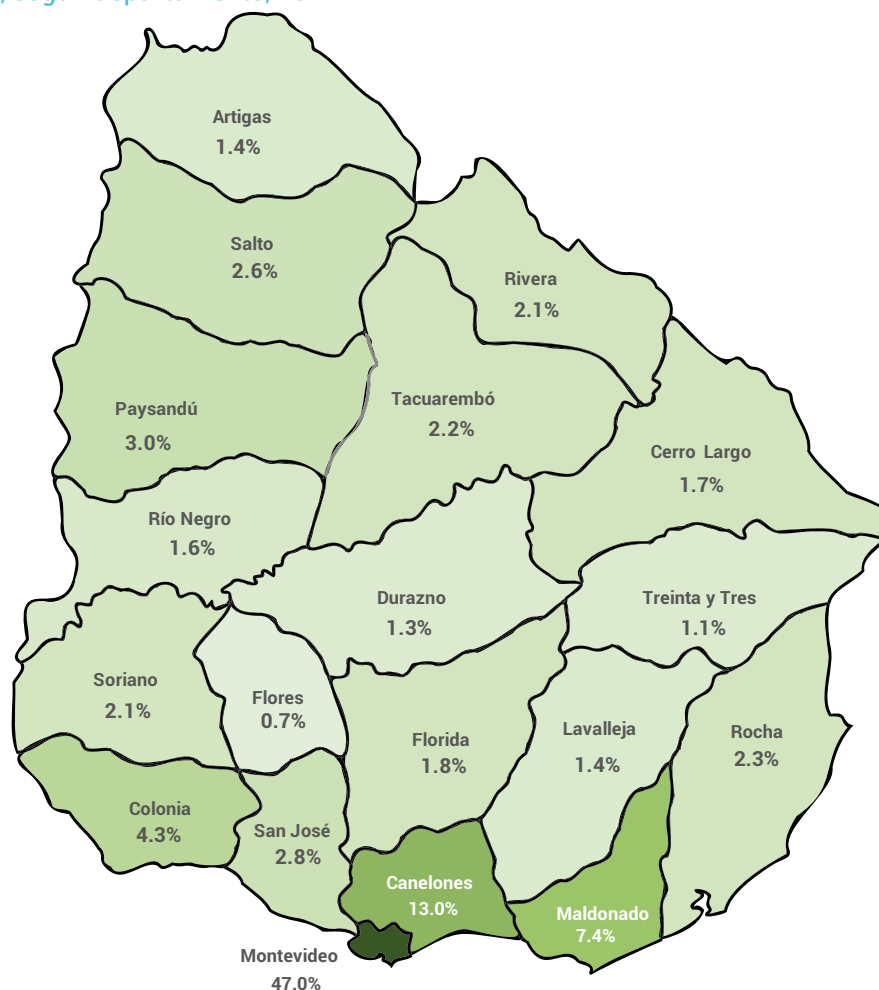 Artigas
1.4%
Salto
2.6%
Rivera
2.1%
Paysandú
3.0%
Tacuarembó
2.2%
Cerro Largo
1.7%
Río Negro
1.6%
Durazno
1.3%
Treinta y Tres
1.1%
Soriano
2.1%
Flores
0.7%
Florida
1.8%
Lavalleja
1.4%
Rocha
2.3%
Colonia
4.3%
San José
2.8%
Canelones
13.0%
Maldonado
7.4%
Montevideo
47.0%